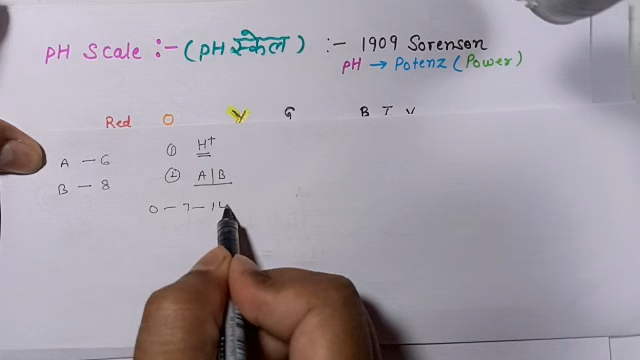 pH Scale :- (pH स्केल) :- 1909 Sorenson
pH → Potenz (Power)
Red O Y G B I V
A - 6 ① H⁺
B - 8 ② A|B
0 - 7 - 14